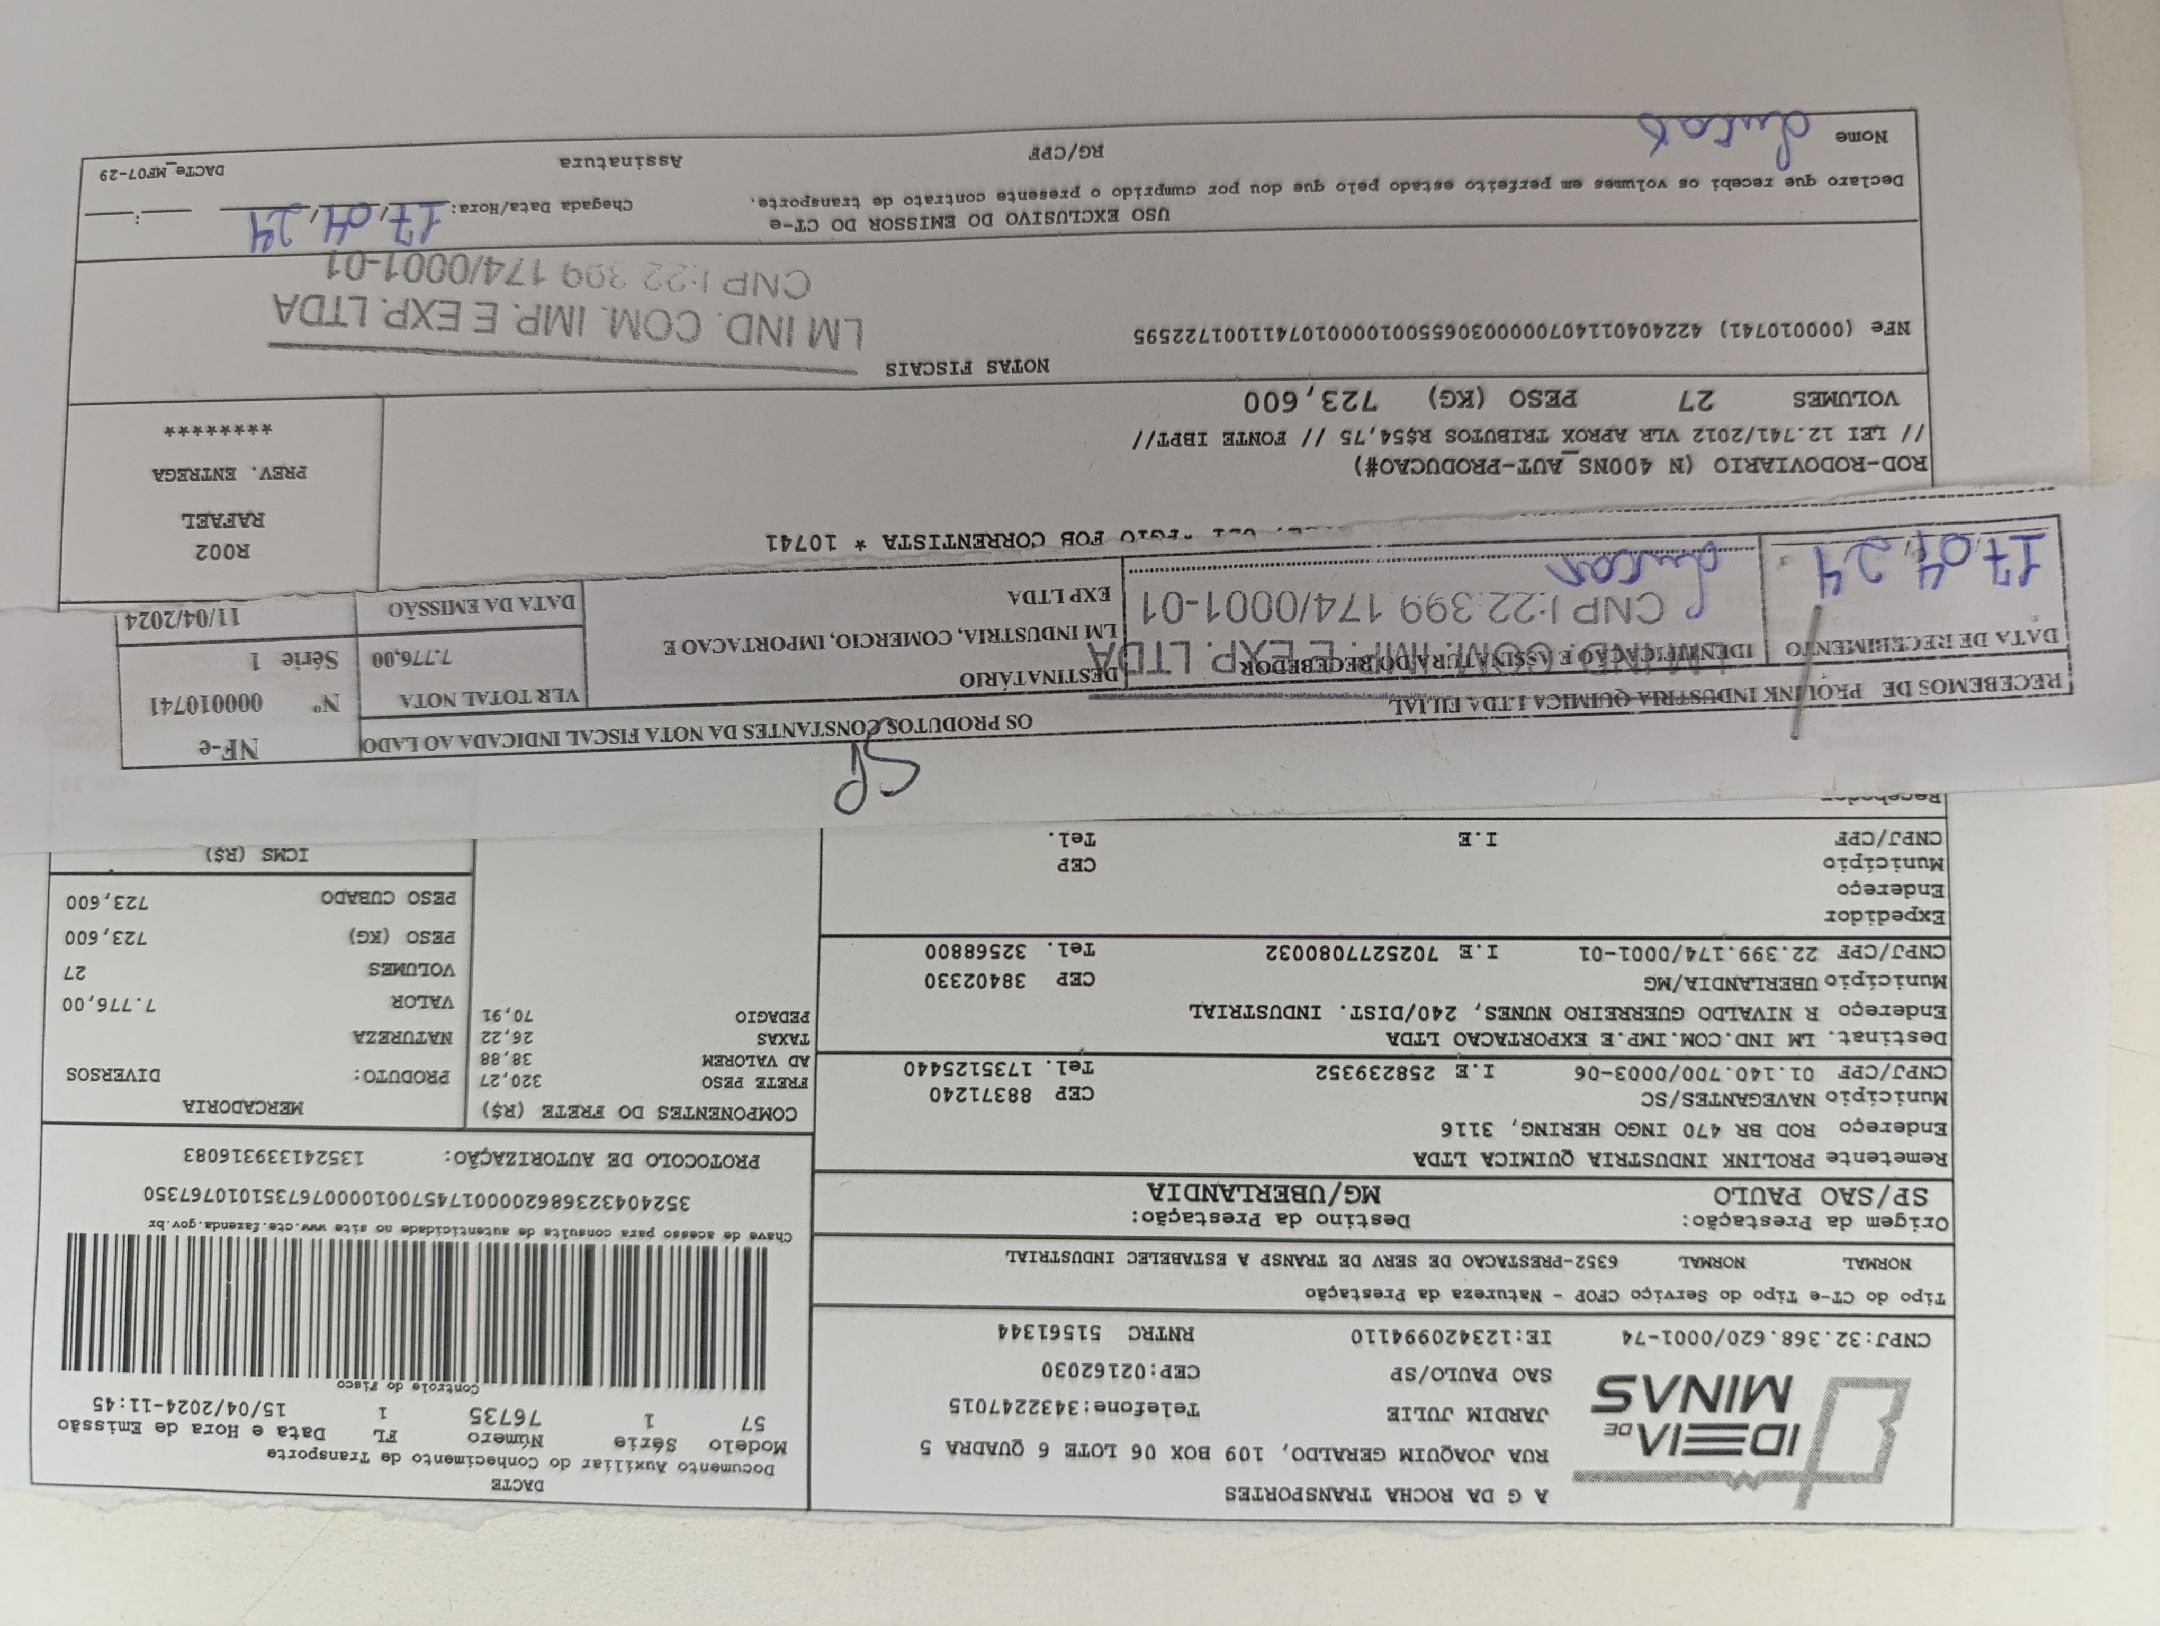 IDEIA DE
MINAS
A G DA ROCHA TRANSPORTES
RUA JOAQUIM GERALDO, 109 BOX 06 LOTE 6 QUADRA 5
JARDIM JULIE Telefone:3432247015
SAO PAULO/SP CEP:02162030
CNPJ:32.368.620/0001-74 IE:123420994110 RNTRC 51561344
DACTE
Documento Auxiliar do Conhecimento de Transporte
Modelo Série Número FL Data e Hora de Emissão
57 1 76735 1 15/04/2024-11:45
Controle do Fisco
Chave de acesso para consulta de autenticidade no site www.cte.fazenda.gov.br
35240432368620000174570010000767351010767350
PROTOCOLO DE AUTORIZAÇÃO: 135241339316083
Tipo do CT-e Tipo do Serviço CFOP - Natureza da Prestação
NORMAL NORMAL 6352-PRESTACAO DE SERV DE TRANSP A ESTABELEC INDUSTRIAL
Origem da Prestação: Destino da Prestação:
SP/SAO PAULO MG/UBERLANDIA
Remetente PROLINK INDUSTRIA QUIMICA LTDA
Endereço ROD BR 470 INGO HERING, 3116
Município NAVEGANTES/SC CEP 88371240
CNPJ/CPF 01.140.700/0003-06 I.E 258239352 Tel. 1735125440
Destinat. LM IND.COM.IMP.E EXPORTACAO LTDA
Endereço R NIVALDO GUERREIRO NUNES, 240/DIST. INDUSTRIAL
Município UBERLANDIA/MG CEP 38402330
CNPJ/CPF 22.399.174/0001-01 I.E 7025277080032 Tel. 32568800
Expedidor
Endereço
Município CEP
CNPJ/CPF I.E Tel.
Recebedor
COMPONENTES DO FRETE (R$)
FRETE PESO 320,27
AD VALOREM 38,88
TAXAS 26,22
PEDAGIO 70,91
MERCADORIA
PRODUTO: DIVERSOS
NATUREZA
VALOR 7.776,00
VOLUMES 27
PESO (KG) 723,600
PESO CUBADO 723,600
ICMS (R$)
SP
RECEBEMOS DE PROLINK INDUSTRIA QUIMICA LTDA FILIAL OS PRODUTOS CONSTANTES DA NOTA FISCAL INDICADA AO LADO
DATA DE RECEBIMENTO IDENTIFICAÇÃO E ASSINATURA DO RECEBEDOR
17 04 24
LM IND. COM. IMP. E EXP. LTDA
CNPJ:22.399 174/0001-01
Lucas
DESTINATÁRIO
LM INDUSTRIA, COMERCIO, IMPORTACAO E
EXP LTDA
VLR TOTAL NOTA
7.776,00
DATA DA EMISSÃO
NF-e
Nº 000010741
Série 1
11/04/2024
FOB CORRENTISTA * 10741
ROD-RODOVIARIO (N 400NS_AUT-PRODUCAO#)
// LEI 12.741/2012 VLR APROX TRIBUTOS R$54,75 // FONTE IBPT//
VOLUMES 27 PESO (KG) 723,600
R002
RAFAEL
PREV. ENTREGA
*********
NOTAS FISCAIS
NFe (000010741) 42240401140700000306550010000107411001722595
LM IND. COM. IMP. E EXP. LTDA
CNPJ:22 399 174/0001-01
USO EXCLUSIVO DO EMISSOR DO CT-e
Declaro que recebi os volumes em perfeito estado pelo que dou por cumprido o presente contrato de transporte.
Chegada Data/Hora: 17/04/24 __:__
Nome Lucas RG/CPF Assinatura DACTe_MF07-29